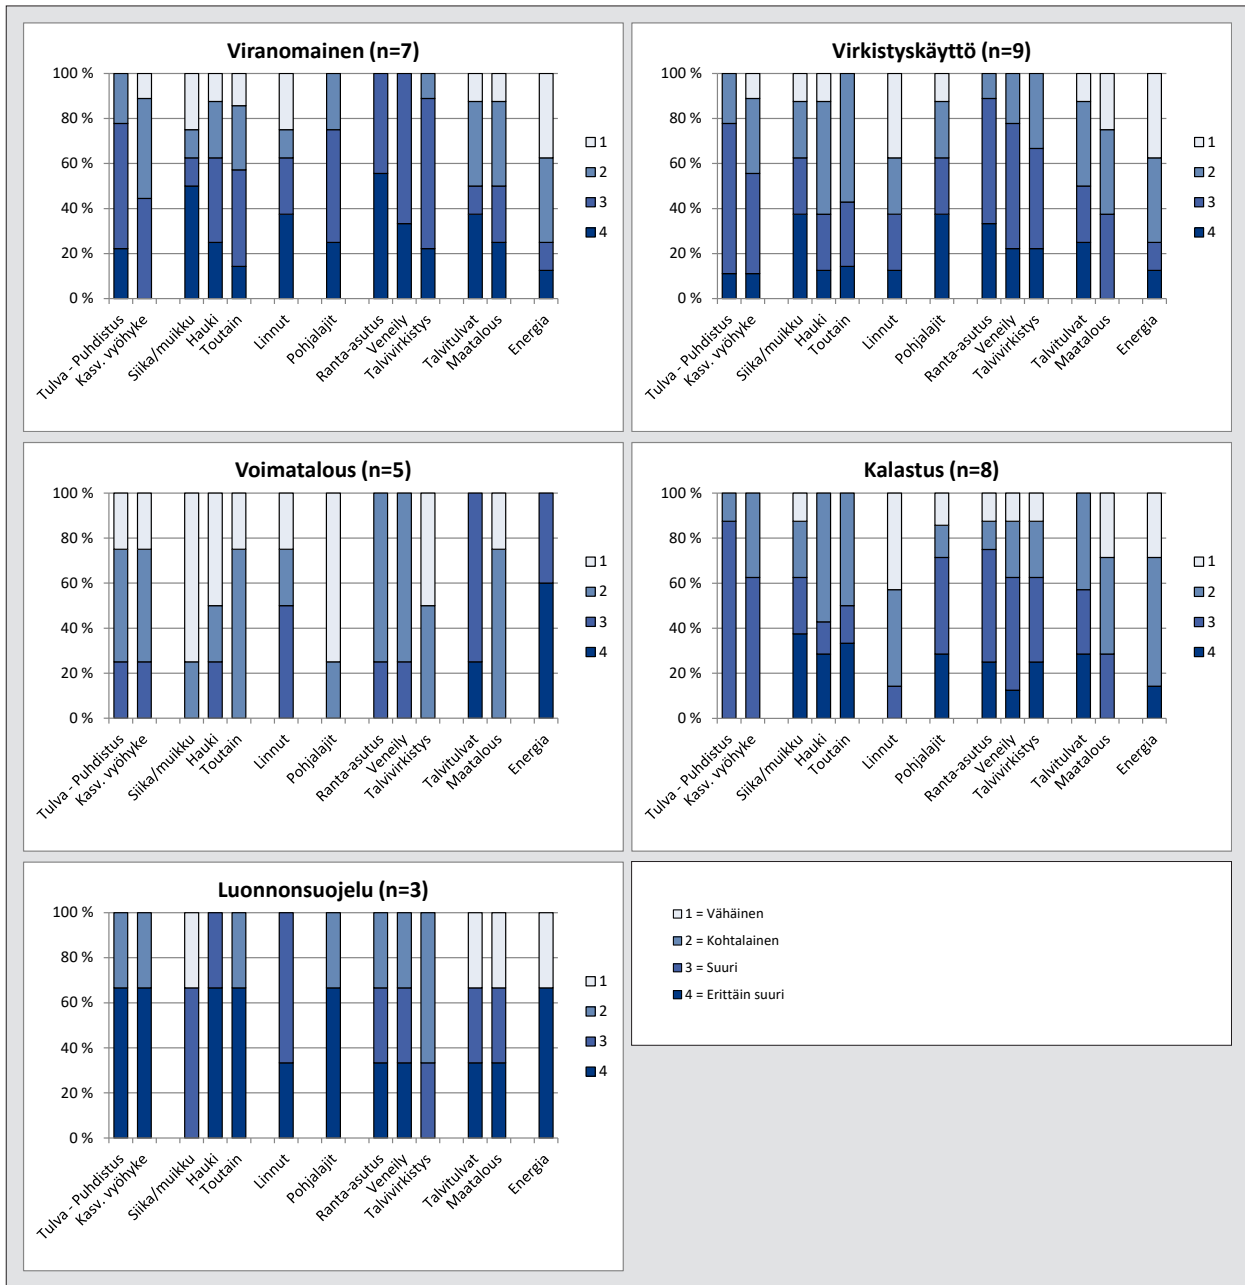 Viranomainen (n=7)
100 %
80 %
60 %
40 %
20 %
0 %
1
2
3
4
Tulva - Puhdistus
Kasv. vyöhyke
Siika/muikku
Hauki
Toutain
Linnut
Pohjalajit
Ranta-asutus
Veneily
Talvivirkistys
Talvitulvat
Maatalous
Energia
Virkistyskäyttö (n=9)
100 %
80 %
60 %
40 %
20 %
0 %
1
2
3
4
Tulva - Puhdistus
Kasv. vyöhyke
Siika/muikku
Hauki
Toutain
Linnut
Pohjalajit
Ranta-asutus
Veneily
Talvivirkistys
Talvitulvat
Maatalous
Energia
Voimatalous (n=5)
100 %
80 %
60 %
40 %
20 %
0 %
1
2
3
4
Tulva - Puhdistus
Kasv. vyöhyke
Siika/muikku
Hauki
Toutain
Linnut
Pohjalajit
Ranta-asutus
Veneily
Talvivirkistys
Talvitulvat
Maatalous
Energia
Kalastus (n=8)
100 %
80 %
60 %
40 %
20 %
0 %
1
2
3
4
Tulva - Puhdistus
Kasv. vyöhyke
Siika/muikku
Hauki
Toutain
Linnut
Pohjalajit
Ranta-asutus
Veneily
Talvivirkistys
Talvitulvat
Maatalous
Energia
Luonnonsuojelu (n=3)
100 %
80 %
60 %
40 %
20 %
0 %
1
2
3
4
Tulva - Puhdistus
Kasv. vyöhyke
Siika/muikku
Hauki
Toutain
Linnut
Pohjalajit
Ranta-asutus
Veneily
Talvivirkistys
Talvitulvat
Maatalous
Energia
1 = Vähäinen
2 = Kohtalainen
3 = Suuri
4 = Erittäin suuri